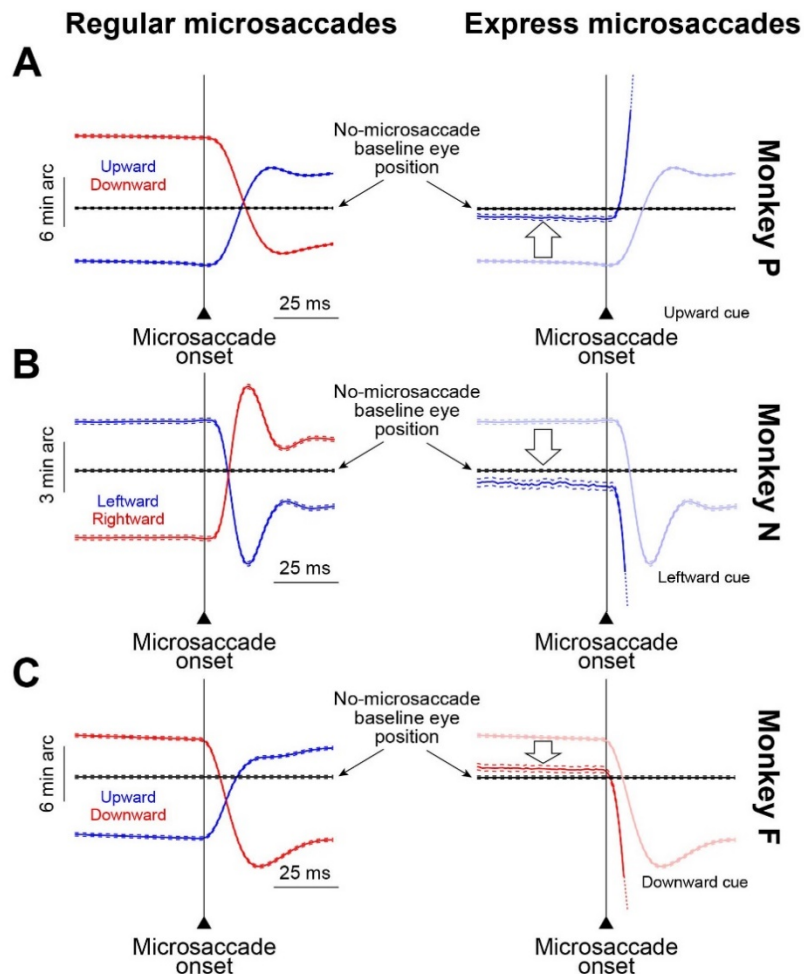 Regular microsaccades
Express microsaccades
A
6 min arc
Upward
Downward
No-microsaccade
baseline eye
position
25 ms
Microsaccade
onset
Upward cue
Microsaccade
onset
Monkey P
B
3 min arc
Leftward
Rightward
No-microsaccade
baseline eye
position
25 ms
Microsaccade
onset
Leftward cue
Microsaccade
onset
Monkey N
C
6 min arc
Upward
Downward
No-microsaccade
baseline eye
position
25 ms
Microsaccade
onset
Downward cue
Microsaccade
onset
Monkey F